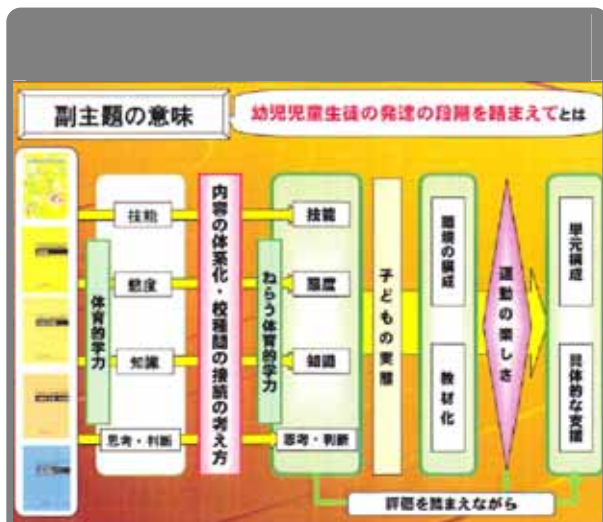 副主題の意味
幼児児童生徒の発達の段階を踏まえてとは
体育的学力
技能
態度
知識
思考・判断
内容の体系化・校種間の接続の考え方
ねらう体育的学力
技能
態度
知識
思考・判断
子どもの実態
環境の構成
教材化
運動の楽しさ
単元構成
具体的な支援
評価を踏まえながら